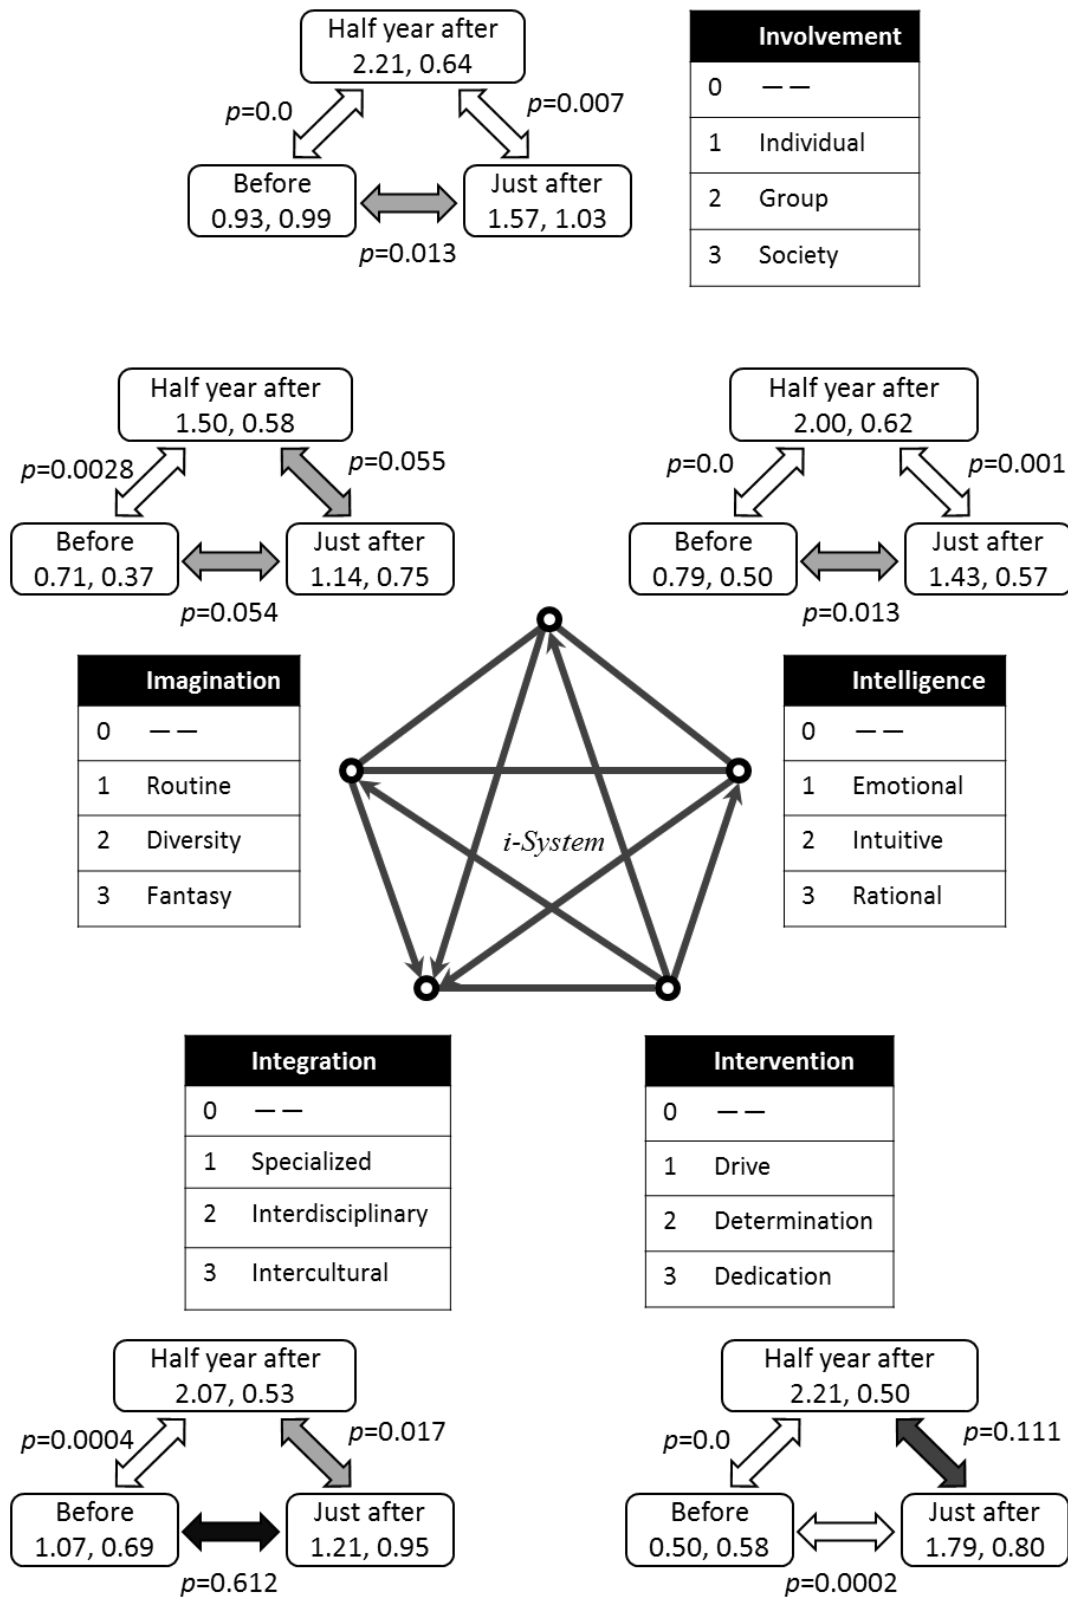 Half year after
2.21, 0.64
p=0.0
p=0.007
Before
0.93, 0.99
Just after
1.57, 1.03
p=0.013
Involvement
0 — —
1 Individual
2 Group
3 Society
Half year after
1.50, 0.58
p=0.0028
p=0.055
Before
0.71, 0.37
Just after
1.14, 0.75
p=0.054
Half year after
2.00, 0.62
p=0.0
p=0.001
Before
0.79, 0.50
Just after
1.43, 0.57
p=0.013
Imagination
0 — —
1 Routine
2 Diversity
3 Fantasy
i-System
Intelligence
0 — —
1 Emotional
2 Intuitive
3 Rational
Integration
0 — —
1 Specialized
2 Interdisciplinary
3 Intercultural
Intervention
0 — —
1 Drive
2 Determination
3 Dedication
Half year after
2.07, 0.53
p=0.0004
p=0.017
Before
1.07, 0.69
Just after
1.21, 0.95
p=0.612
Half year after
2.21, 0.50
p=0.0
p=0.111
Before
0.50, 0.58
Just after
1.79, 0.80
p=0.0002